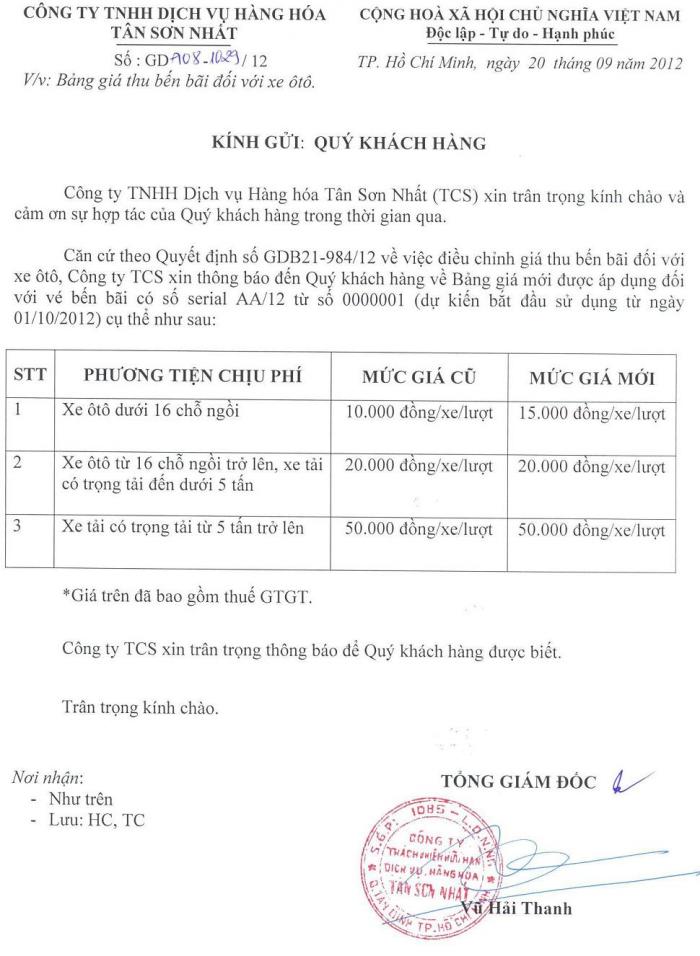 CÔNG TY TNHH DỊCH VỤ HÀNG HÓA
TÂN SƠN NHẤT
Số : GD 908-1029/ 12
V/v: Bảng giá thu bến bãi đối với xe ôtô.
CỘNG HOÀ XÃ HỘI CHỦ NGHĨA VIỆT NAM
Độc lập - Tự do - Hạnh phúc
TP. Hồ Chí Minh, ngày 20 tháng 09 năm 2012
KÍNH GỬI: QUÝ KHÁCH HÀNG
Công ty TNHH Dịch vụ Hàng hóa Tân Sơn Nhất (TCS) xin trân trọng kính chào và
cảm ơn sự hợp tác của Quý khách hàng trong thời gian qua.
Căn cứ theo Quyết định số GDB21-984/12 về việc điều chỉnh giá thu bến bãi đối với
xe ôtô, Công ty TCS xin thông báo đến Quý khách hàng về Bảng giá mới được áp dụng đối
với vé bến bãi có số serial AA/12 từ số 0000001 (dự kiến bắt đầu sử dụng từ ngày
01/10/2012) cụ thể như sau:
STT PHƯƠNG TIỆN CHỊU PHÍ MỨC GIÁ CŨ MỨC GIÁ MỚI
1 Xe ôtô dưới 16 chỗ ngồi 10.000 đồng/xe/lượt 15.000 đồng/xe/lượt
2 Xe ôtô từ 16 chỗ ngồi trở lên, xe tải 20.000 đồng/xe/lượt 20.000 đồng/xe/lượt
có trọng tải đến dưới 5 tấn
3 Xe tải có trọng tải từ 5 tấn trở lên 50.000 đồng/xe/lượt 50.000 đồng/xe/lượt
*Giá trên đã bao gồm thuế GTGT.
Công ty TCS xin trân trọng thông báo để Quý khách hàng được biết.
Trân trọng kính chào.
Nơi nhận:
- Như trên
- Lưu: HC, TC
TỔNG GIÁM ĐỐC
S.G.P: 1085 - L.D.N.N
CÔNG TY
TRÁCH NHIỆM HỮU HẠN
DỊCH VỤ HÀNG HÓA
TÂN SƠN NHẤT
Q.TÂN BÌNH T.P.HỒ CHÍ MINH
Vũ Hải Thanh